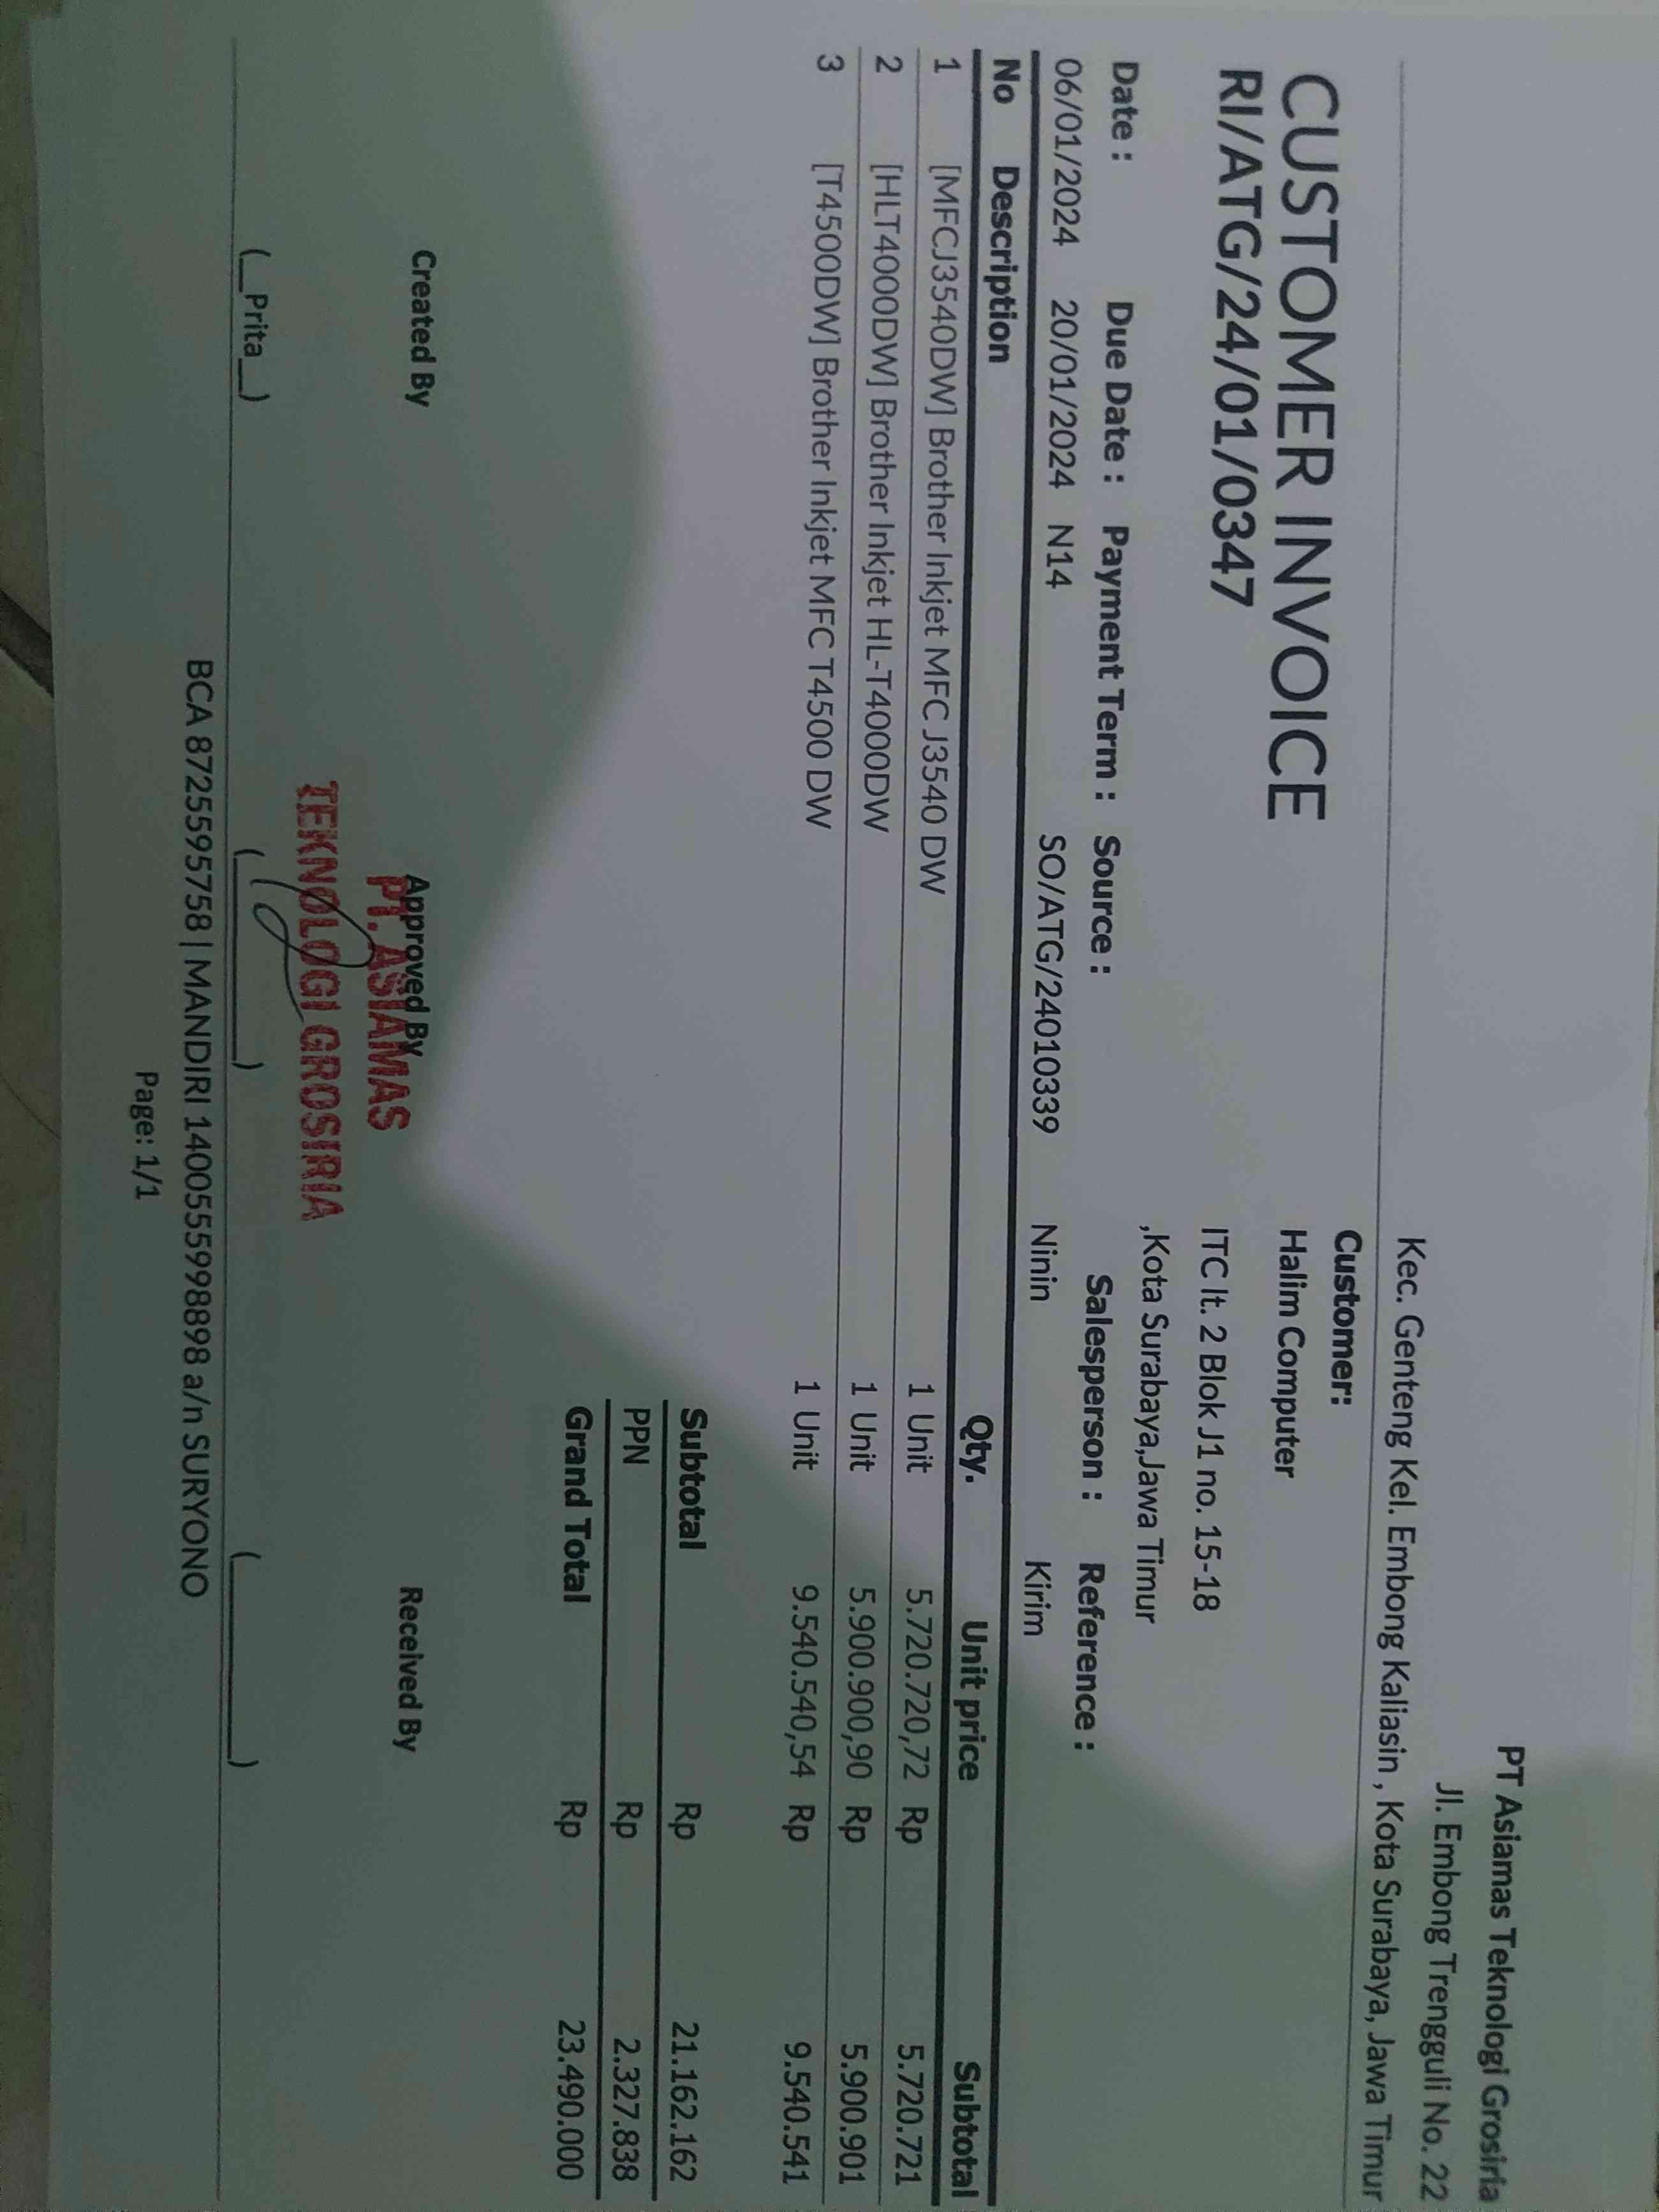 PT Asiamas Teknologi Grosiria
Jl. Embong Trengguli No. 22
Kec. Genteng Kel. Embong Kaliasin , Kota Surabaya, Jawa Timur
CUSTOMER INVOICE
RI/ATG/24/01/0347
Customer:
Halim Computer
ITC lt. 2 Blok J1 no. 15-18
,Kota Surabaya,Jawa Timur
Date : Due Date : Payment Term : Source : Salesperson : Reference :
06/01/2024 20/01/2024 N14 SO/ATG/24010339 Ninin Kirim
No Description Qty. Unit price Subtotal
1 [MFCJ3540DW] Brother Inkjet MFC J3540 DW 1 Unit 5.720.720,72 Rp 5.720.721
2 [HLT4000DW] Brother Inkjet HL-T4000DW 1 Unit 5.900.900,90 Rp 5.900.901
3 [T4500DW] Brother Inkjet MFC T4500 DW 1 Unit 9.540.540,54 Rp 9.540.541
Subtotal Rp 21.162.162
PPN Rp 2.327.838
Grand Total Rp 23.490.000
Created By Approved By Received By
PT. ASIAMAS
TEKNOLOGI GROSIRIA
(__Prita__) (________) (________)
BCA 8725595758 | MANDIRI 1400555998898 a/n SURYONO
Page: 1/1